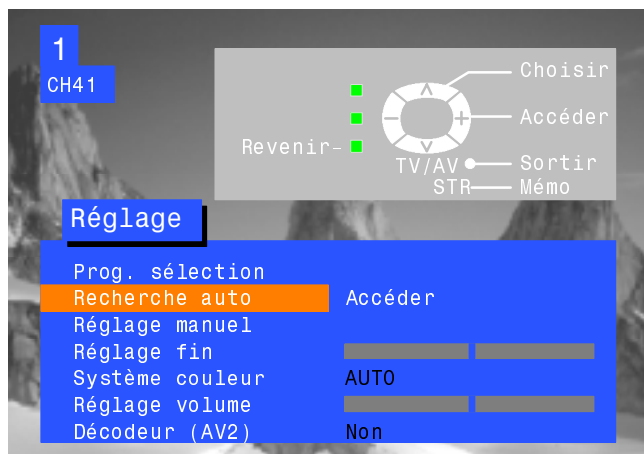 1
CH41
Choisir
Accéder
Revenir
TV/AV Sortir
STR Mémo
Réglage
Prog. sélection
Recherche auto Accéder
Réglage manuel
Réglage fin
Système couleur AUTO
Réglage volume
Décodeur (AV2) Non